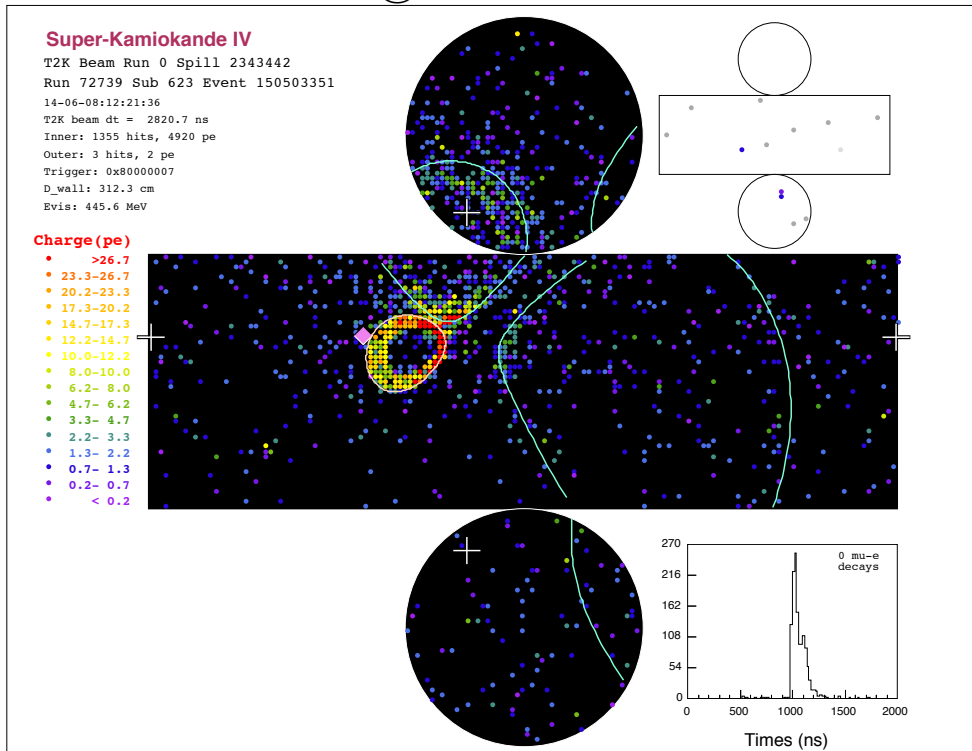 Super-Kamiokande IV
T2K Beam Run 0 Spill 2343442
Run 72739 Sub 623 Event 150503351
14-06-08:12:21:36
T2K beam dt = 2820.7 ns
Inner: 1355 hits, 4920 pe
Outer: 3 hits, 2 pe
Trigger: 0x80000007
D_wall: 312.3 cm
Evis: 445.6 MeV
Charge(pe)
>26.7
23.3-26.7
20.2-23.3
17.3-20.2
14.7-17.3
12.2-14.7
10.0-12.2
8.0-10.0
6.2- 8.0
4.7- 6.2
3.3- 4.7
2.2- 3.3
1.3- 2.2
0.7- 1.3
0.2- 0.7
< 0.2
0 mu-e
decays
270
216
162
108
54
0
0 500 1000 1500 2000
Times (ns)